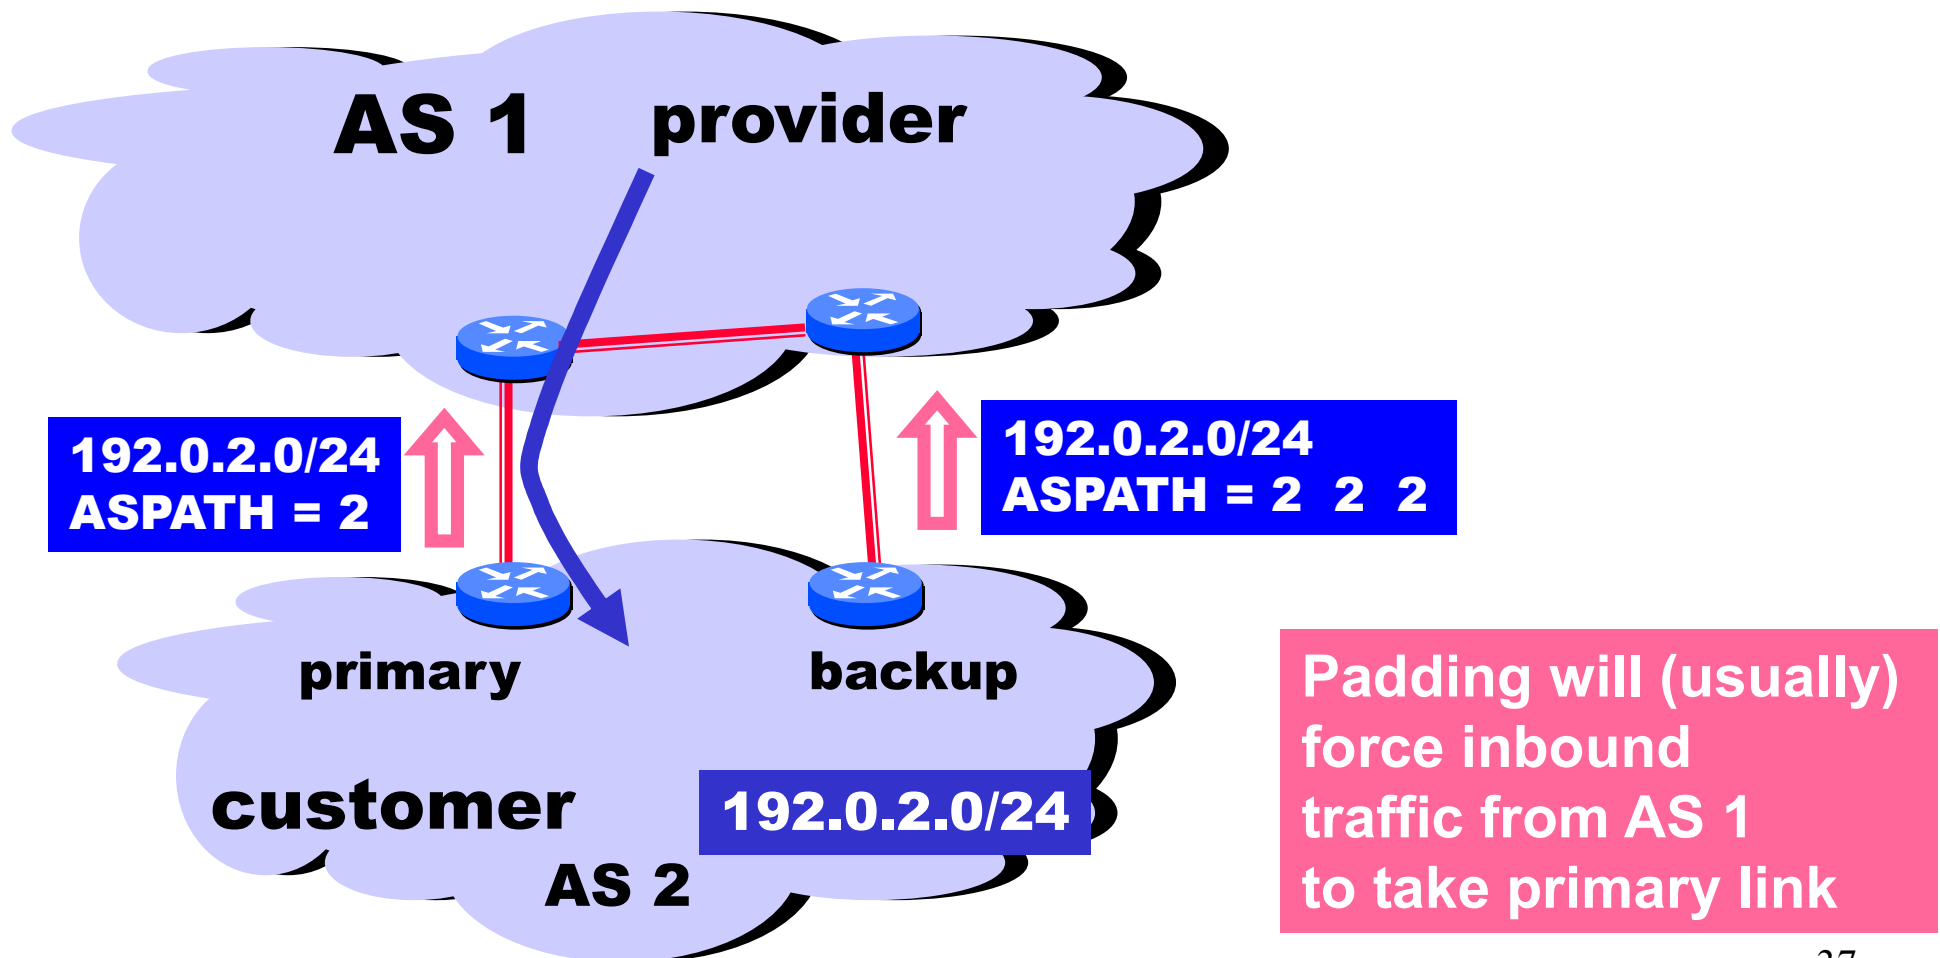 AS 1 provider
192.0.2.0/24
ASPATH = 2
192.0.2.0/24
ASPATH = 2 2 2
primary
backup
customer
192.0.2.0/24
AS 2
Padding will (usually)
force inbound
traffic from AS 1
to take primary link